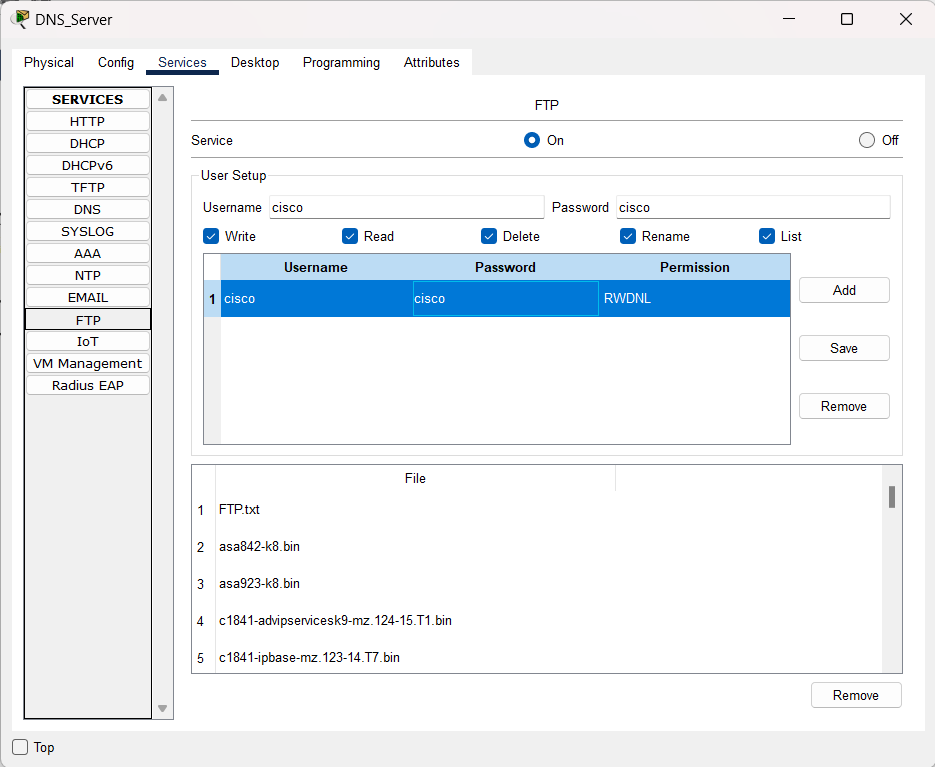 DNS_Server
Physical Config Services Desktop Programming Attributes
SERVICES
HTTP
DHCP
DHCPv6
TFTP
DNS
SYSLOG
AAA
NTP
EMAIL
FTP
IoT
VM Management
Radius EAP
FTP
Service On Off
User Setup
Username cisco Password cisco
Write Read Delete Rename List
Username Password Permission
1 cisco cisco RWDNL
Add
Save
Remove
File
1 FTP.txt
2 asa842-k8.bin
3 asa923-k8.bin
4 c1841-advipservicesk9-mz.124-15.T1.bin
5 c1841-ipbase-mz.123-14.T7.bin
Remove
Top